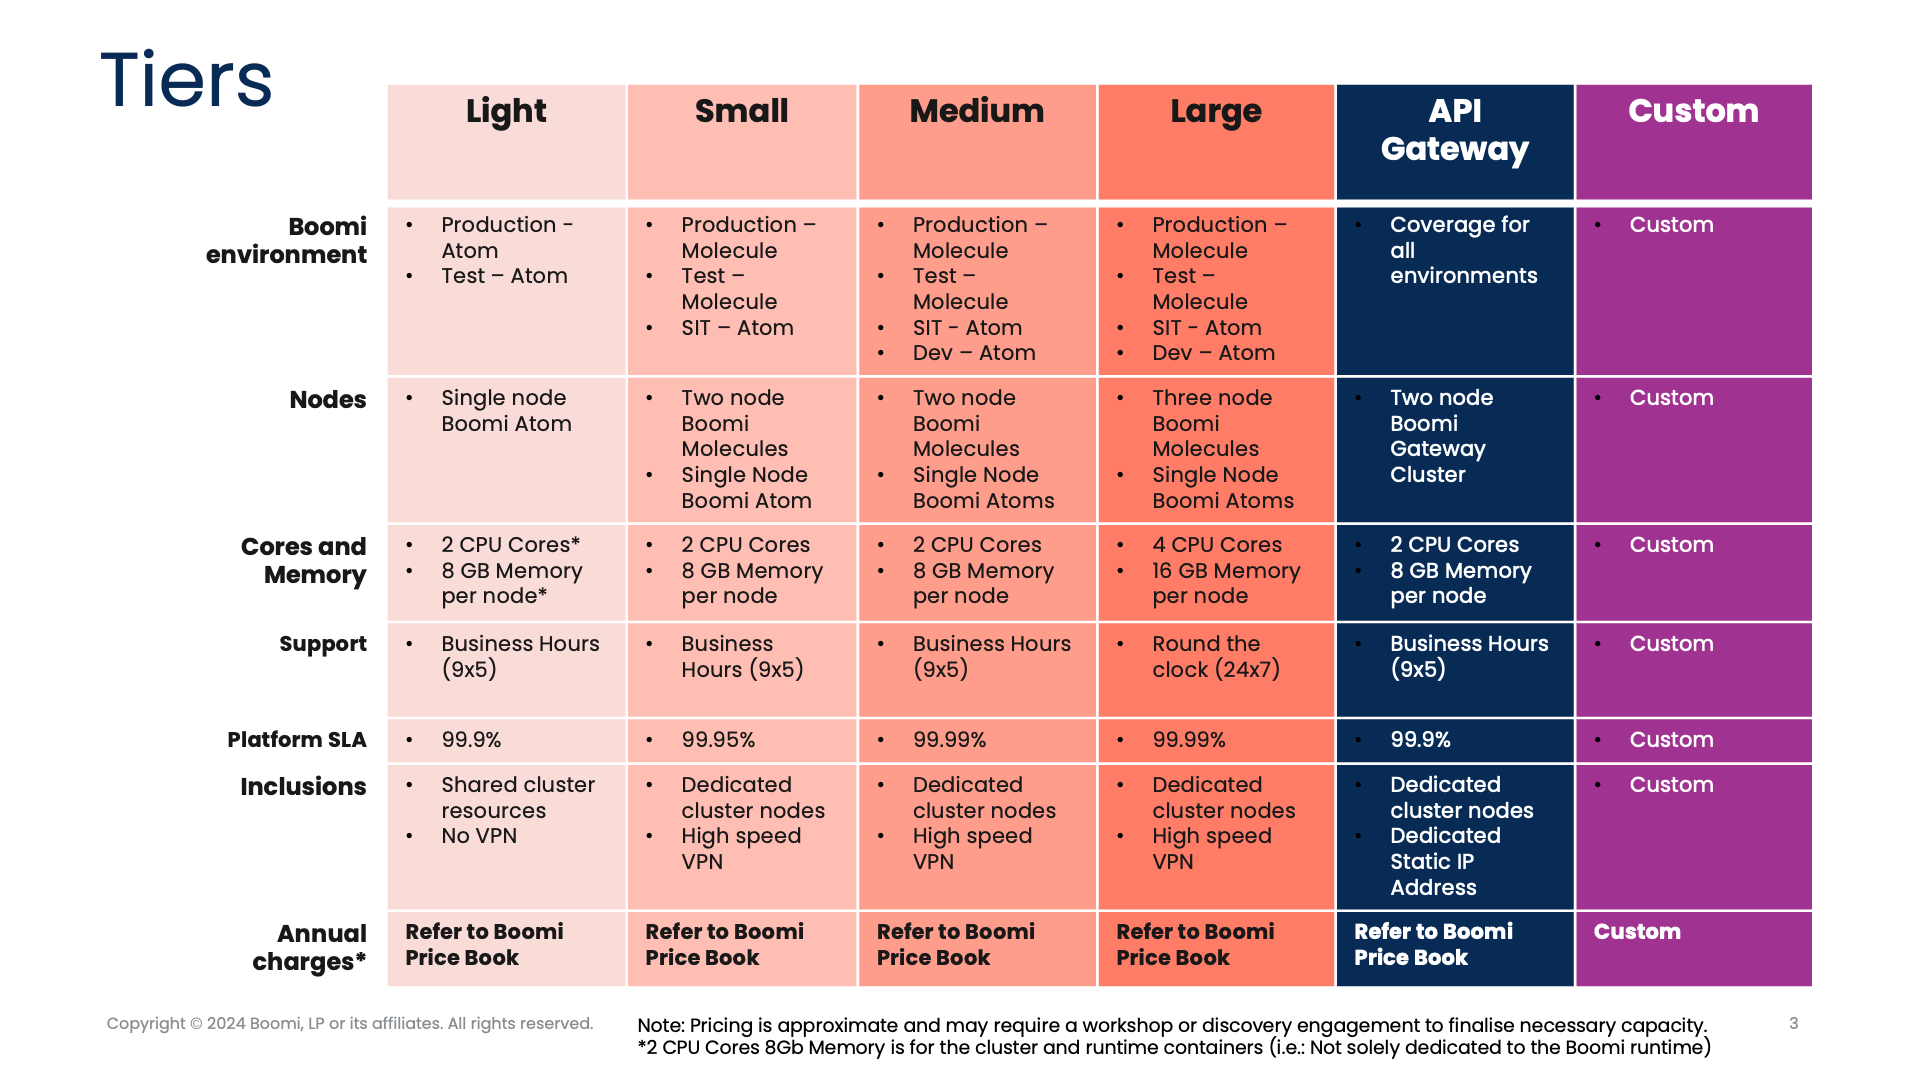 Tiers
Light
Small
Medium
Large
API
Gateway
Custom
Boomi
environment
• Production -
Atom
• Test – Atom
• Production –
Molecule
• Test –
Molecule
• SIT – Atom
• Production –
Molecule
• Test –
Molecule
• SIT - Atom
• Dev – Atom
• Production –
Molecule
• Test –
Molecule
• SIT - Atom
• Dev – Atom
• Coverage for
all
environments
• Custom
Nodes
• Single node
Boomi Atom
• Two node
Boomi
Molecules
• Single Node
Boomi Atom
• Two node
Boomi
Molecules
• Single Node
Boomi Atoms
• Three node
Boomi
Molecules
• Single Node
Boomi Atoms
• Two node
Boomi
Gateway
Cluster
• Custom
Cores and
Memory
• 2 CPU Cores*
• 8 GB Memory
per node*
• 2 CPU Cores
• 8 GB Memory
per node
• 2 CPU Cores
• 8 GB Memory
per node
• 4 CPU Cores
• 16 GB Memory
per node
• 2 CPU Cores
• 8 GB Memory
per node
• Custom
Support
• Business Hours
(9x5)
• Business
Hours (9x5)
• Business Hours
(9x5)
• Round the
clock (24x7)
• Business Hours
(9x5)
• Custom
Platform SLA
• 99.9%
• 99.95%
• 99.99%
• 99.99%
• 99.9%
• Custom
Inclusions
• Shared cluster
resources
• No VPN
• Dedicated
cluster nodes
• High speed
VPN
• Dedicated
cluster nodes
• High speed
VPN
• Dedicated
cluster nodes
• High speed
VPN
• Dedicated
cluster nodes
• Dedicated
Static IP
Address
• Custom
Annual
charges*
Refer to Boomi
Price Book
Refer to Boomi
Price Book
Refer to Boomi
Price Book
Refer to Boomi
Price Book
Refer to Boomi
Price Book
Custom
Copyright © 2024 Boomi, LP or its affiliates. All rights reserved.
Note: Pricing is approximate and may require a workshop or discovery engagement to finalise necessary capacity.
*2 CPU Cores 8Gb Memory is for the cluster and runtime containers (i.e.: Not solely dedicated to the Boomi runtime)
3